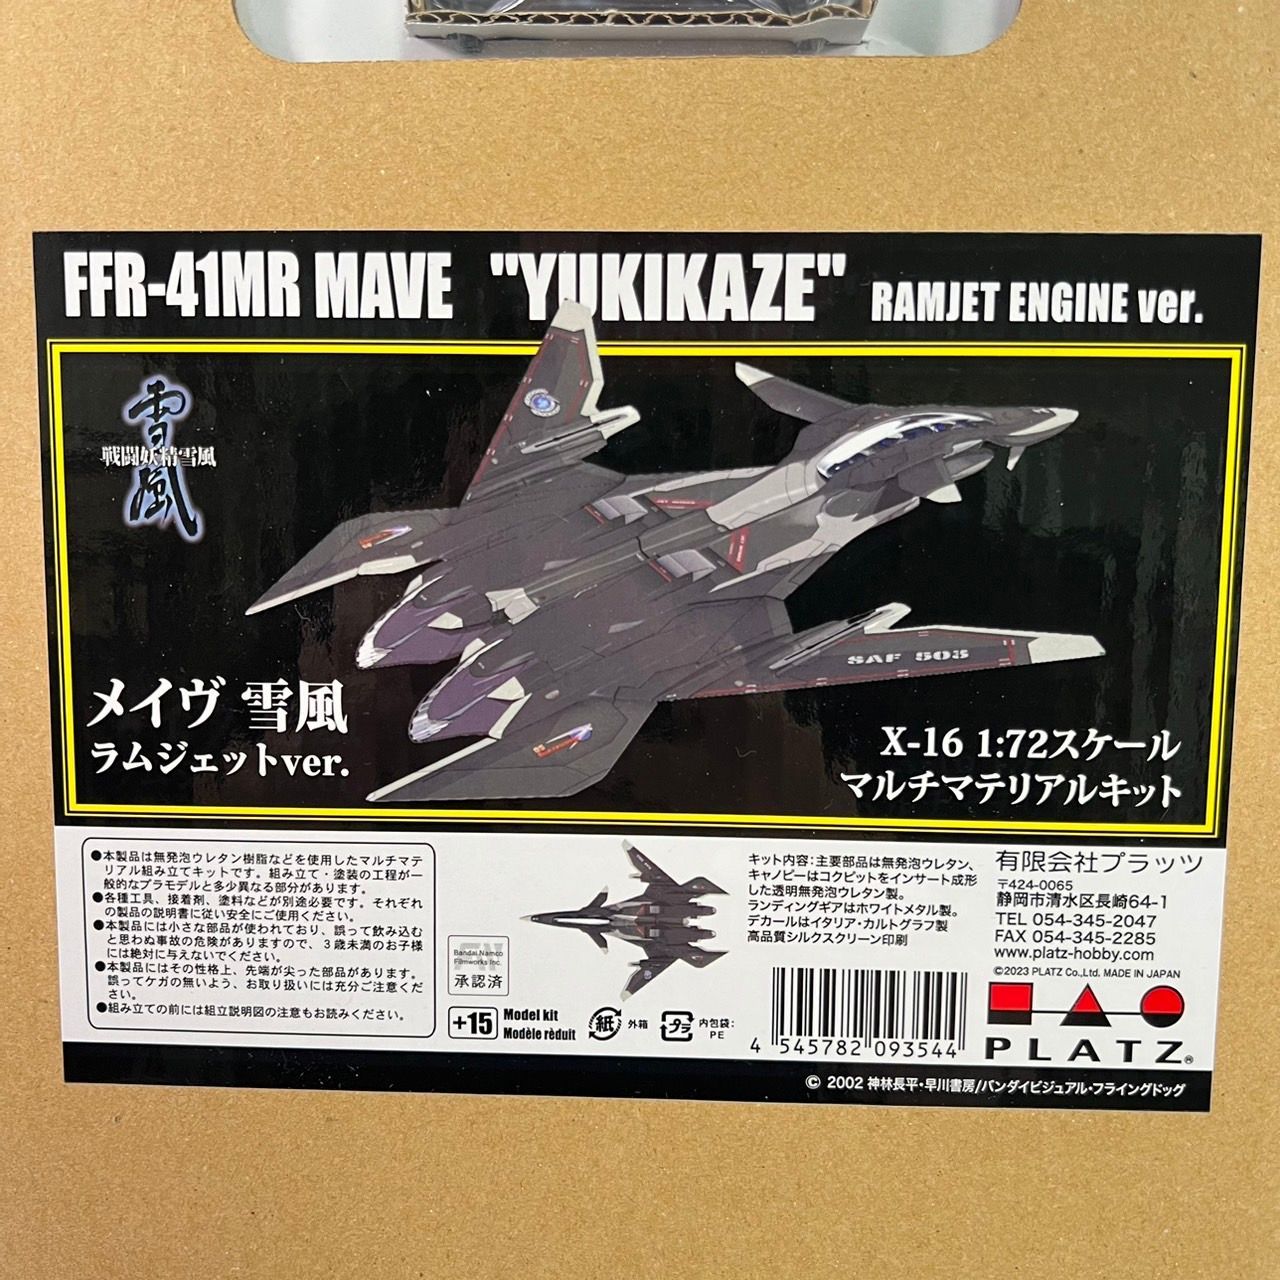 FFR-41MR MAVE "YUKIKAZE" RAMJET ENGINE ver.
雪風
戦闘妖精雪風
SAF 503
メイヴ 雪風
ラムジェットver.
X-16 1:72スケール
マルチマテリアルキット
●本製品は無発泡ウレタン樹脂などを使用したマルチマテ
リアル組み立てキットです。組み立て・塗装の工程が一
般的なプラモデルと多少異なる部分があります。
●各種工具、接着剤、塗料などが別途必要です。それぞれ
の製品の説明書に従い安全にご使用ください。
●本製品には小さな部品が使われており、誤って飲み込む
と思わぬ事故の危険がありますので、3歳未満のお子様
には絶対に与えないでください。
●本製品にはその性格上、先端が尖った部品があります。
誤ってケガの無いよう、お取り扱いには充分ご注意くだ
さい。
●組み立ての前には組立説明図の注意もお読みください。
Bandai Namco
Filmworks Inc.
承認済
+15
Model kit
Modèle rèduit
紙
外箱
プラ
内包袋:
PE
キット内容:主要部品は無発泡ウレタン、
キャノピーはコクピットをインサート成形
した透明無発泡ウレタン製。
ランディングギアはホワイトメタル製。
デカールはイタリア・カルトグラフ製
高品質シルクスクリーン印刷
4 545782 093544
有限会社プラッツ
〒424-0065
静岡市清水区長崎64-1
TEL 054-345-2047
FAX 054-345-2285
www.platz-hobby.com
©2023 PLATZ Co.,Ltd. MADE IN JAPAN
PLATZ®
© 2002 神林長平・早川書房/バンダイビジュアル・フライングドッグ